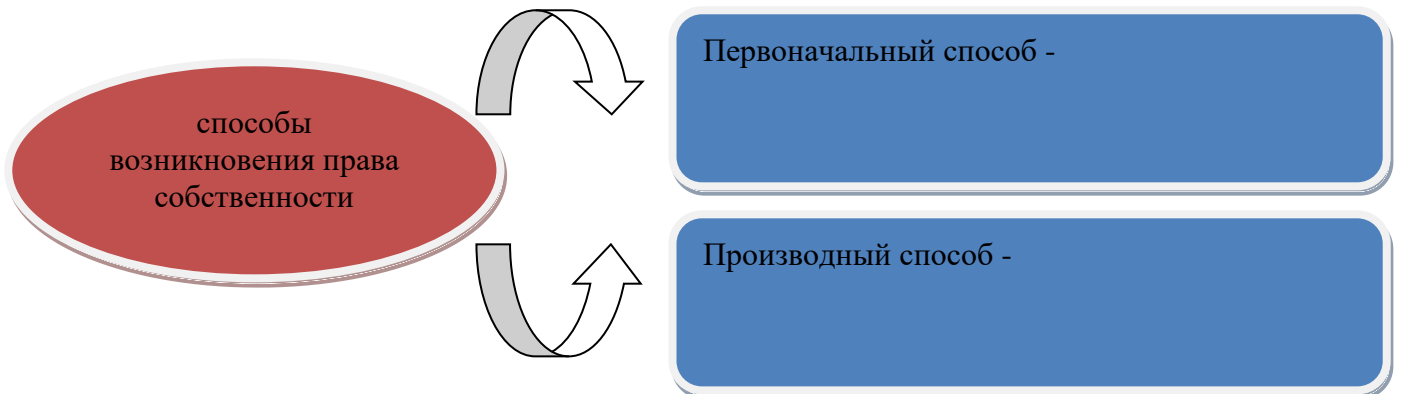 способы
возникновения права
собственности
Первоначальный способ -
Производный способ -